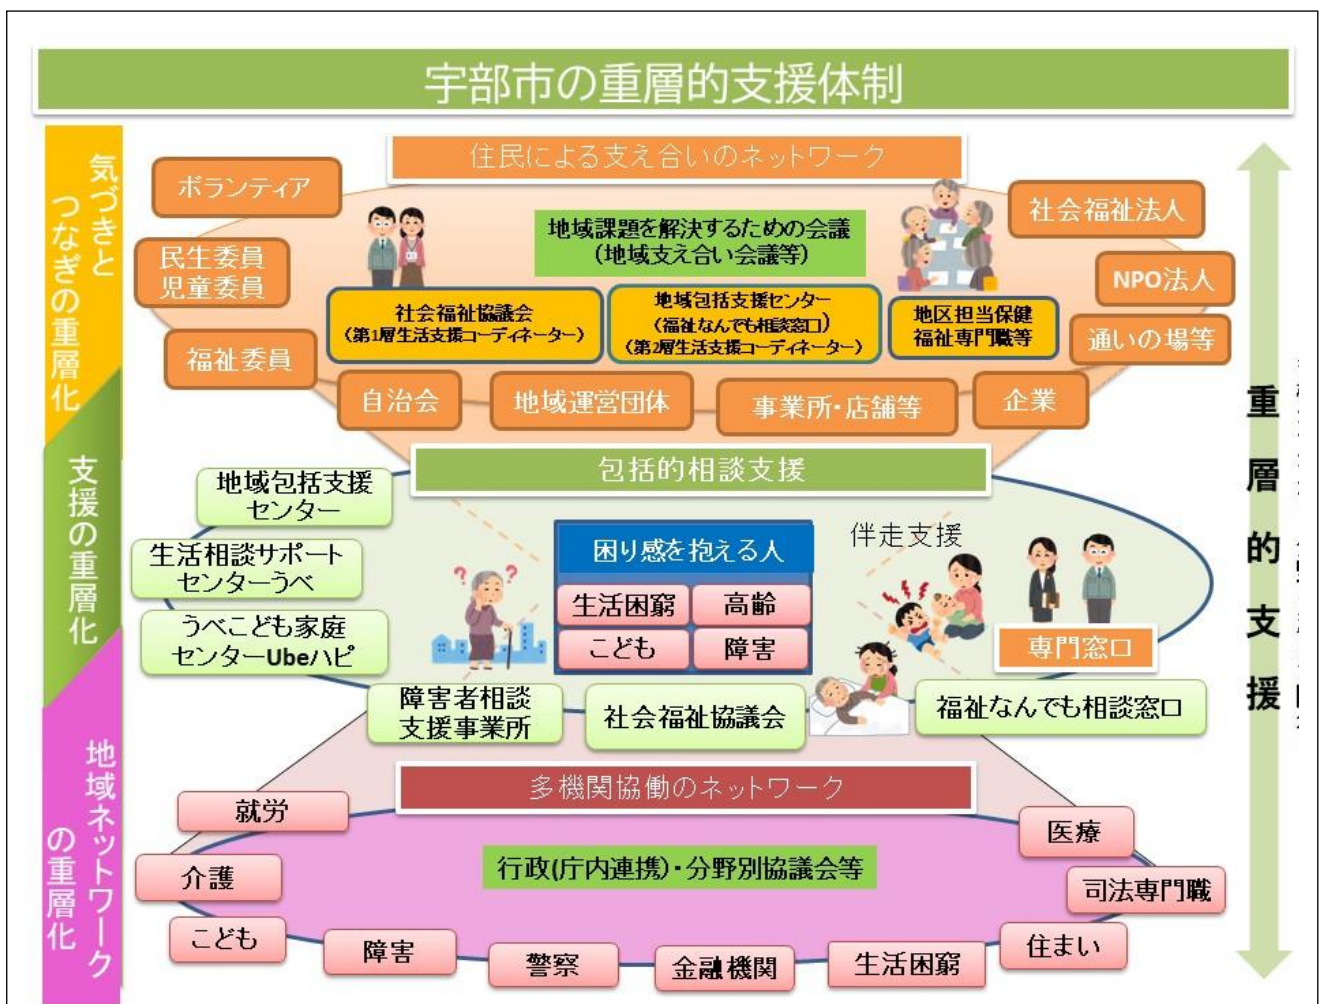 宇部市の重層的支援体制
気づきと
つなぎの重層化
支援の重層化
地域ネットワーク
の重層化
住民による支え合いのネットワーク
ボランティア
民生委員
児童委員
福祉委員
自治会
地域運営団体
事業所・店舗等
企業
通いの場等
NPO法人
社会福祉法人
地域課題を解決するための会議
(地域支え合い会議等)
社会福祉協議会
(第1層生活支援コーディネーター)
地域包括支援センター
(福祉なんでも相談窓口)
(第2層生活支援コーディネーター)
地区担当保健
福祉専門職等
包括的相談支援
地域包括支援
センター
生活相談サポート
センターうべ
うべこども家庭
センターUbeハピ
障害者相談
支援事業所
社会福祉協議会
福祉なんでも相談窓口
困り感を抱える人
生活困窮
高齢
こども
障害
伴走支援
専門窓口
? ?
多機関協働のネットワーク
行政(庁内連携)・分野別協議会等
就労
介護
こども
障害
警察
金融機関
生活困窮
住まい
司法専門職
医療
重層的支援